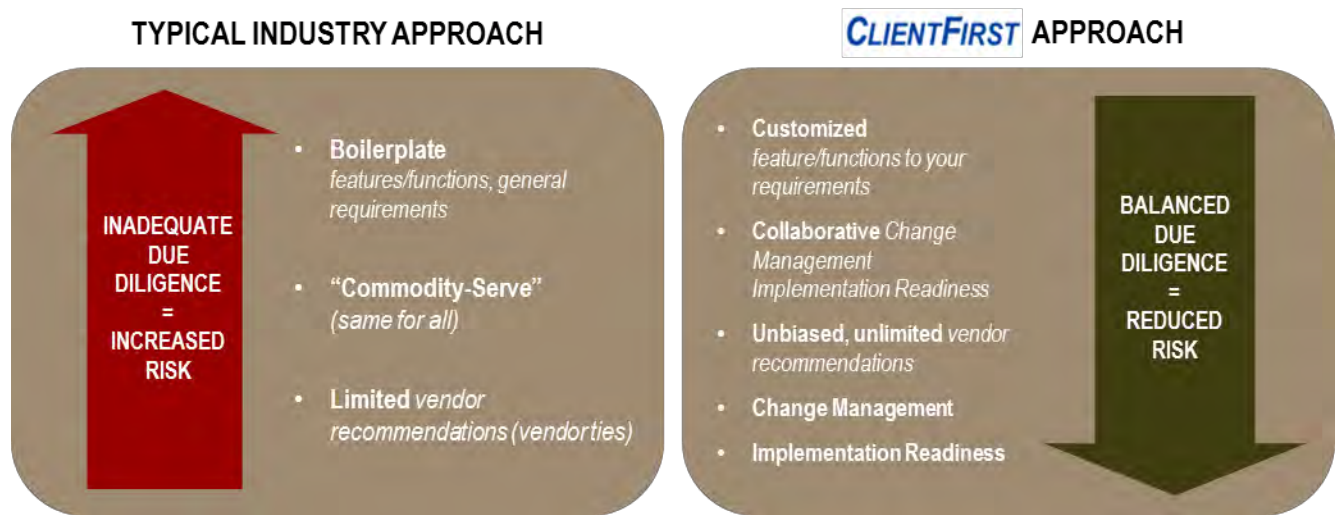 TYPICAL INDUSTRY APPROACH
INADEQUATE
DUE
DILIGENCE
=
INCREASED
RISK
• Boilerplate
features/functions, general
requirements
• “Commodity-Serve”
(same for all)
• Limited vendor
recommendations (vendor ties)
CLIENTFIRST APPROACH
• Customized
feature/functions to your
requirements
• Collaborative Change
Management
Implementation Readiness
• Unbiased, unlimited vendor
recommendations
• Change Management
• Implementation Readiness
BALANCED
DUE
DILIGENCE
=
REDUCED
RISK